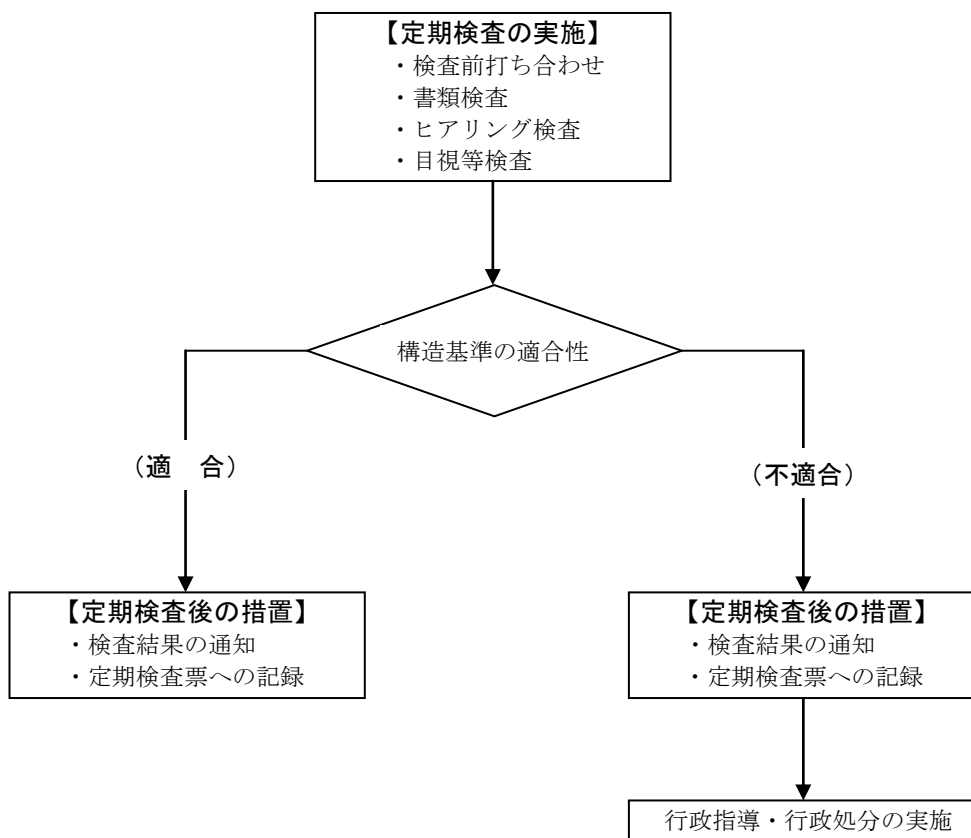 【定期検査の実施】
・検査前打ち合わせ
・書類検査
・ヒアリング検査
・目視等検査
構造基準の適合性
（適　合）
（不適合）
【定期検査後の措置】
・検査結果の通知
・定期検査票への記録
【定期検査後の措置】
・検査結果の通知
・定期検査票への記録
行政指導・行政処分の実施